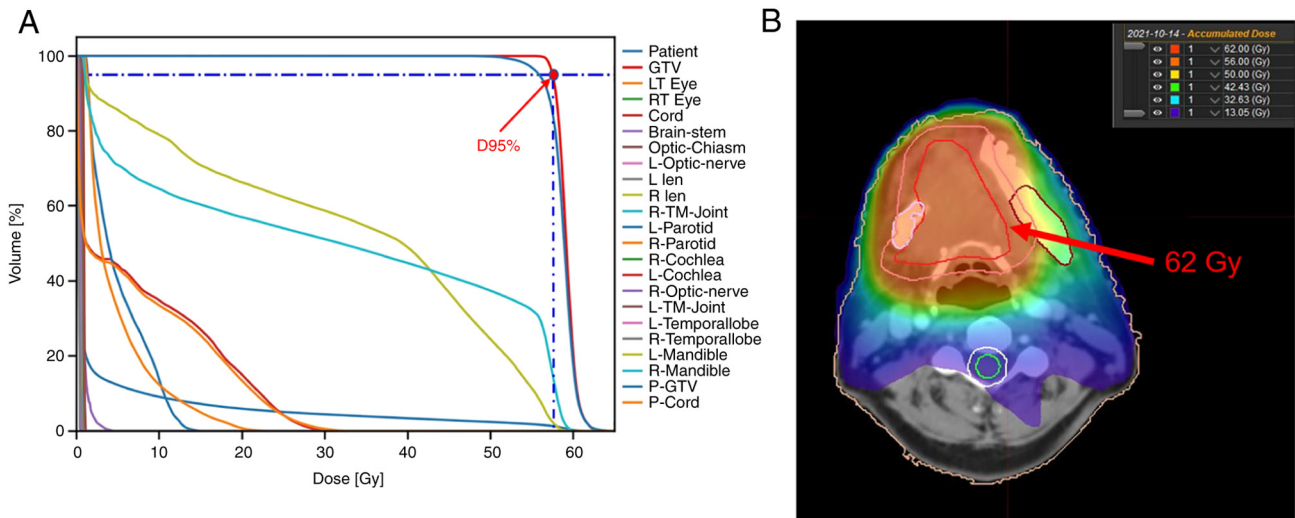 A
100
80
60
40
20
0
Volume [%]
0 10 20 30 40 50 60
Dose [Gy]
D95%
Patient
GTV
LT Eye
RT Eye
Cord
Brain-stem
Optic-Chiasm
L-Optic-nerve
L len
R len
R-TM-Joint
L-Parotid
R-Parotid
R-Cochlea
L-Cochlea
R-Optic-nerve
L-TM-Joint
L-Temporallobe
R-Temporallobe
L-Mandible
R-Mandible
P-GTV
P-Cord
B
2021-10-14 - Accumulated Dose
1 62.00 (Gy)
1 56.00 (Gy)
1 50.00 (Gy)
1 42.43 (Gy)
1 32.63 (Gy)
1 13.05 (Gy)
62 Gy